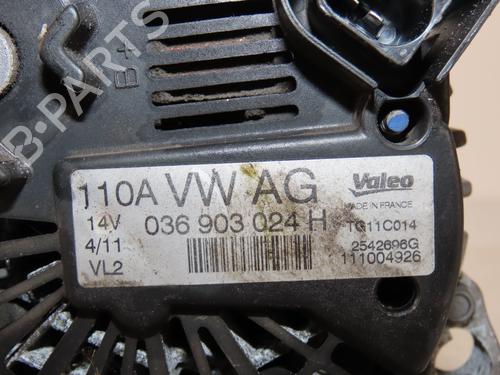 B-PARTS
B+
110A VW AG
Valeo
MADE IN FRANCE
14V
036 903 024 H
TG11C014
4/11
2542696G
VL2
111004926